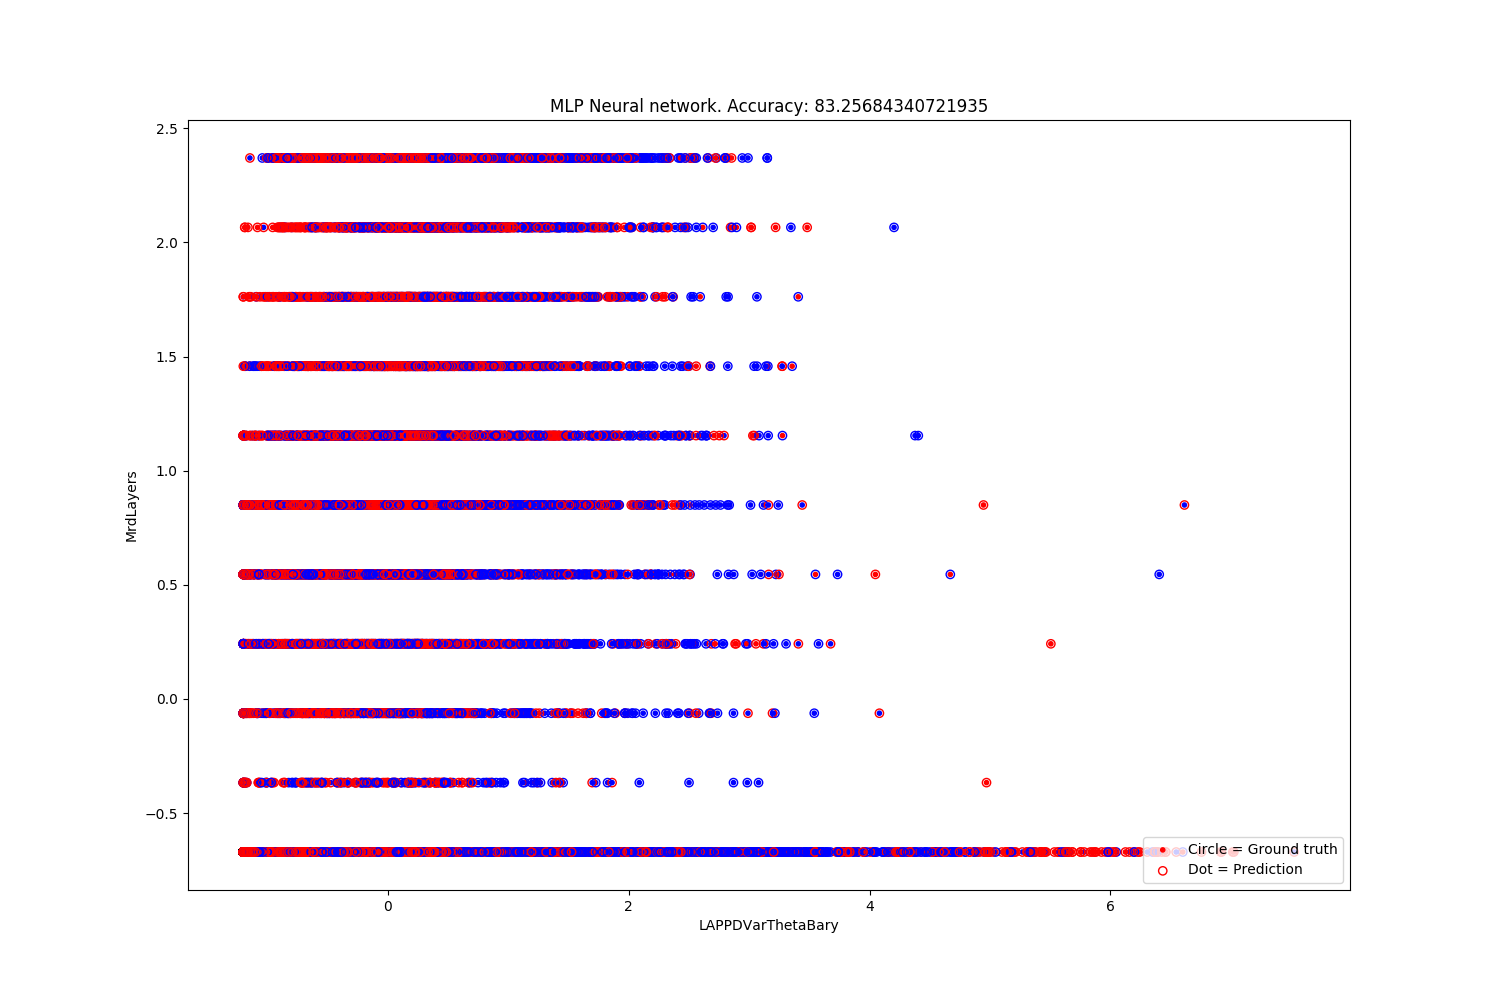 MLP Neural network. Accuracy: 83.25684340721935
2.5
2.0
1.5
1.0
0.5
0.0
−0.5
MrdLayers
Circle = Ground truth
Dot = Prediction
0 2 4 6
LAPPDVarThetaBary